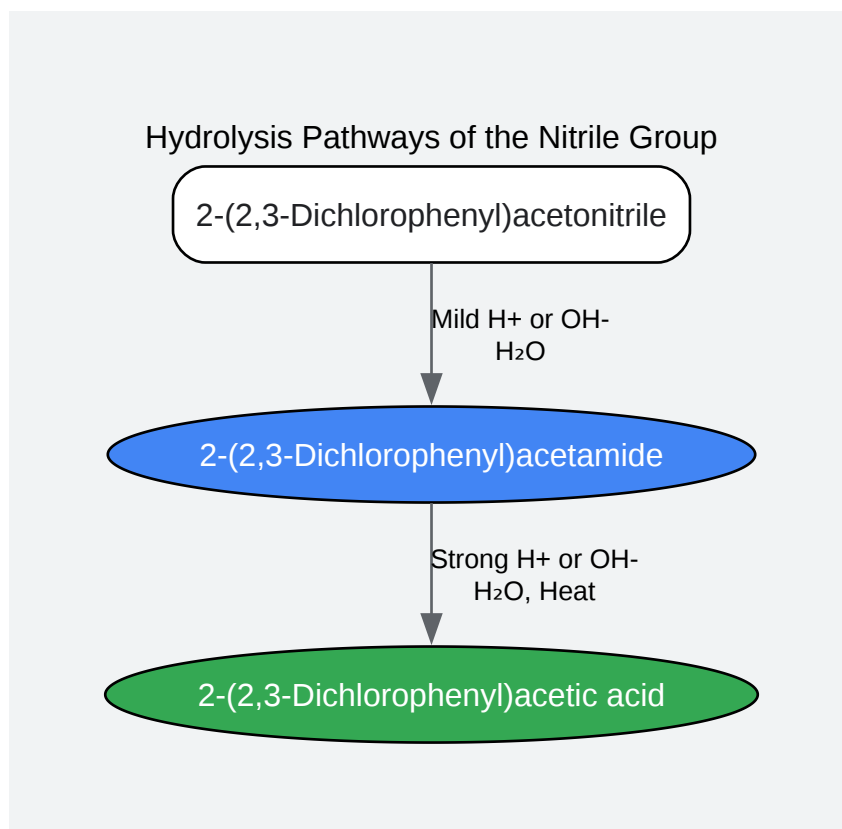 Hydrolysis Pathways of the Nitrile Group
2-(2,3-Dichlorophenyl)acetonitrile
Mild H+ or OH-
H₂O
2-(2,3-Dichlorophenyl)acetamide
Strong H+ or OH-
H₂O, Heat
2-(2,3-Dichlorophenyl)acetic acid